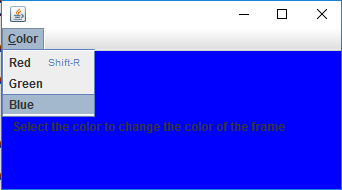 Color
Red Shift-R
Green
Blue
Select the color to change the color of the frame